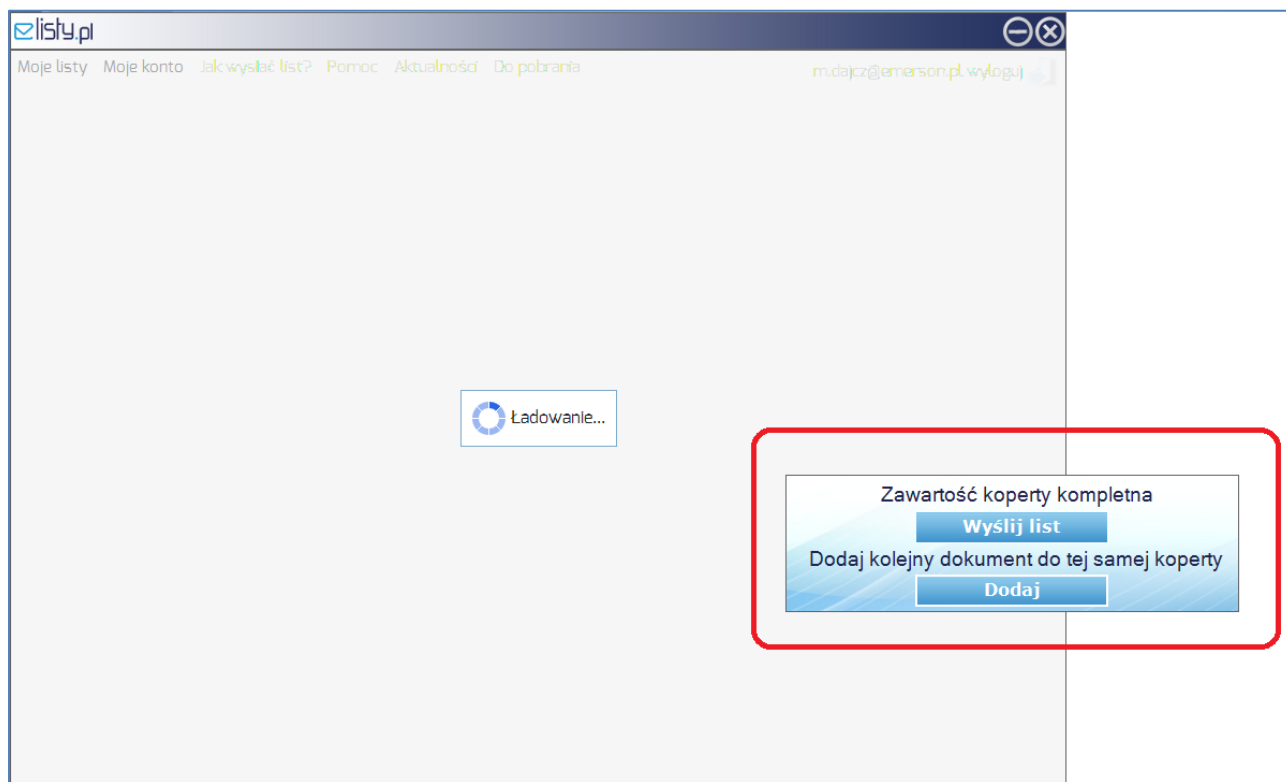 listy.pl
Moje listy Moje konto Jak wysłać list? Pomoc Aktualności Do pobrania
m.dajcz@emerson.pl wyloguj
Ładowanie...
Zawartość koperty kompletna
Wyślij list
Dodaj kolejny dokument do tej samej koperty
Dodaj